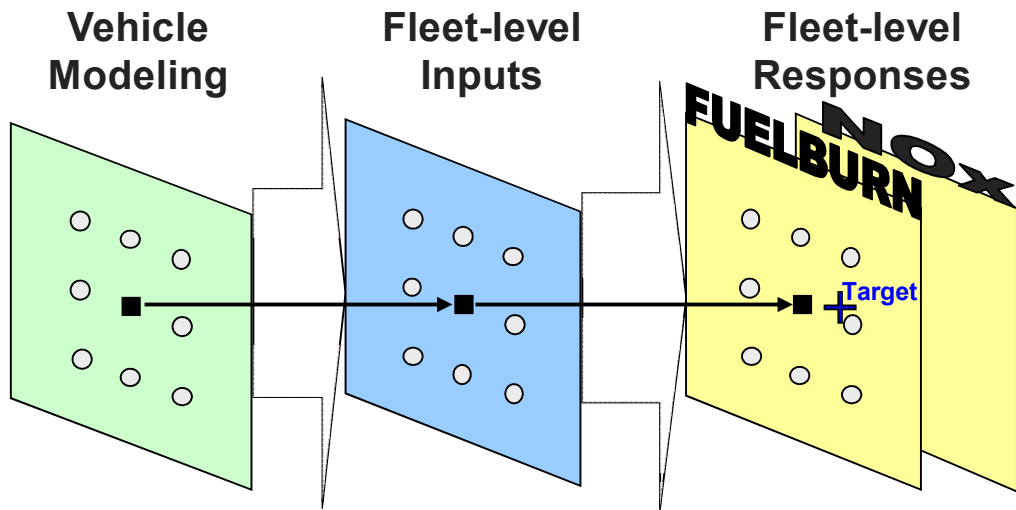 Vehicle
Modeling
Fleet-level
Inputs
Fleet-level
Responses
FUELBURN
NOx
Target